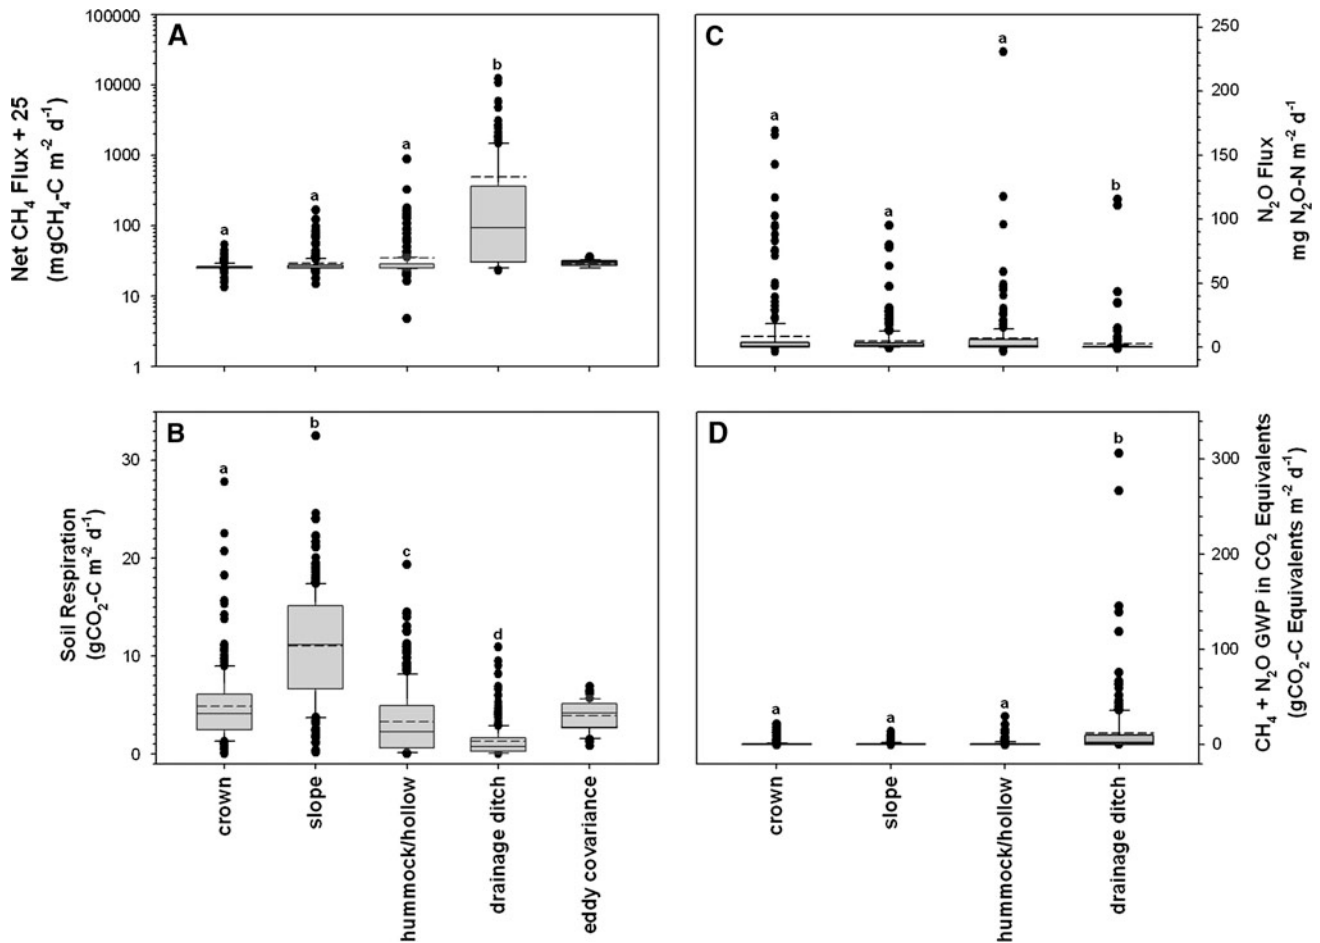 A
Net CH4 Flux + 25
(mgCH4-C m-2 d-1)
100000
10000
1000
100
10
1
a
a
a
b
C
N2O Flux
mg N2O-N m-2 d-1
250
200
150
100
50
0
a
a
a
b
B
Soil Respiration
(gCO2-C m-2 d-1)
30
20
10
0
a
b
c
d
crown
slope
hummock/hollow
drainage ditch
eddy covariance
D
CH4 + N2O GWP in CO2 Equivalents
(gCO2-C Equivalents m-2 d-1)
300
200
100
0
a
a
a
b
crown
slope
hummock/hollow
drainage ditch